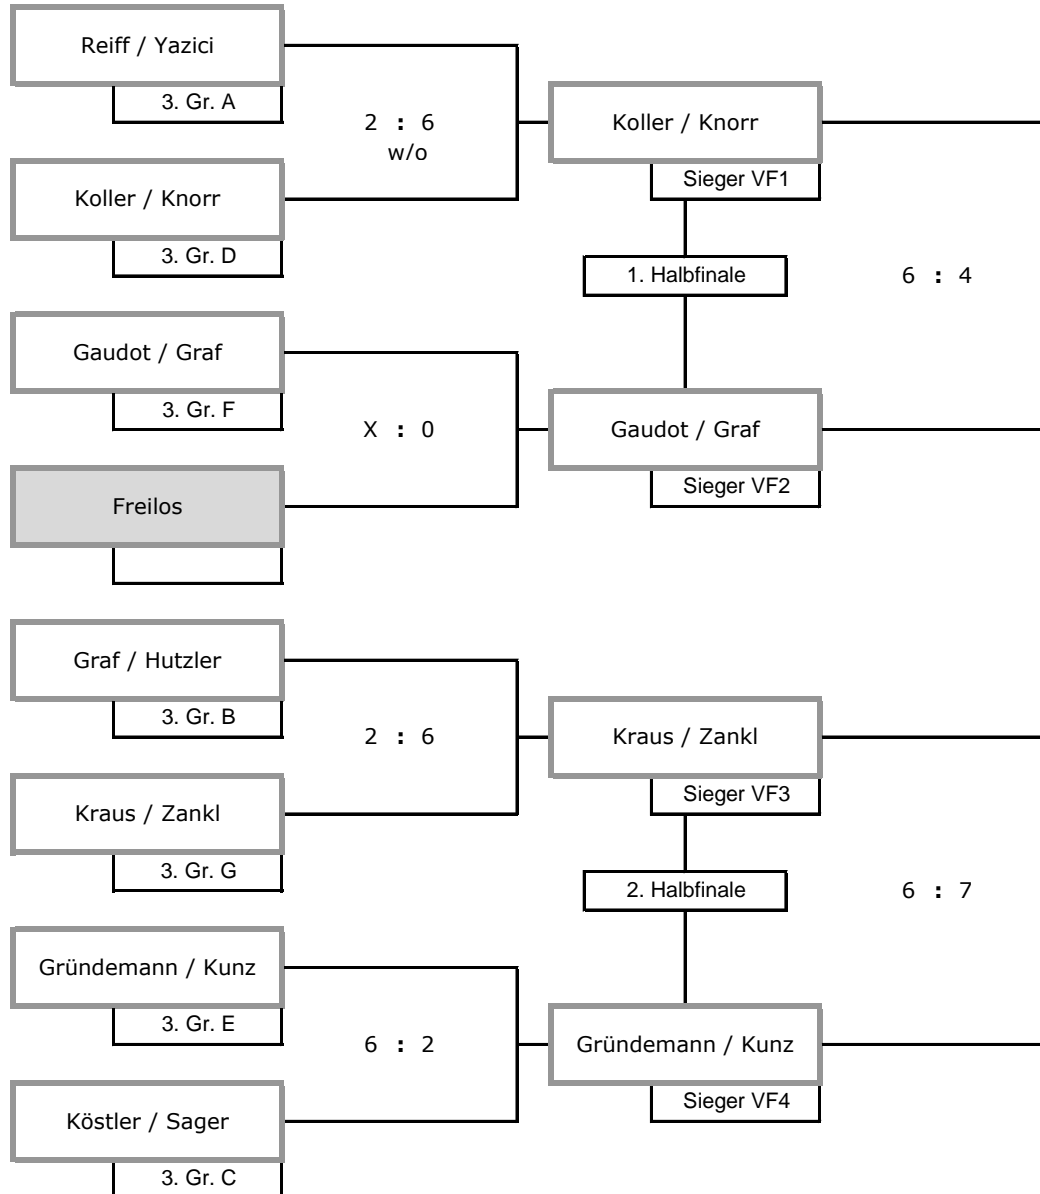 Reiff / Yazici
3. Gr. A
2 : 6
w/o
Koller / Knorr
3. Gr. D
Koller / Knorr
Sieger VF1
1. Halbfinale
6 : 4
Gaudot / Graf
3. Gr. F
X : 0
Freilos
Gaudot / Graf
Sieger VF2
Graf / Hutzler
3. Gr. B
2 : 6
Kraus / Zankl
3. Gr. G
Kraus / Zankl
Sieger VF3
2. Halbfinale
6 : 7
Gründemann / Kunz
3. Gr. E
6 : 2
Köstler / Sager
3. Gr. C
Gründemann / Kunz
Sieger VF4